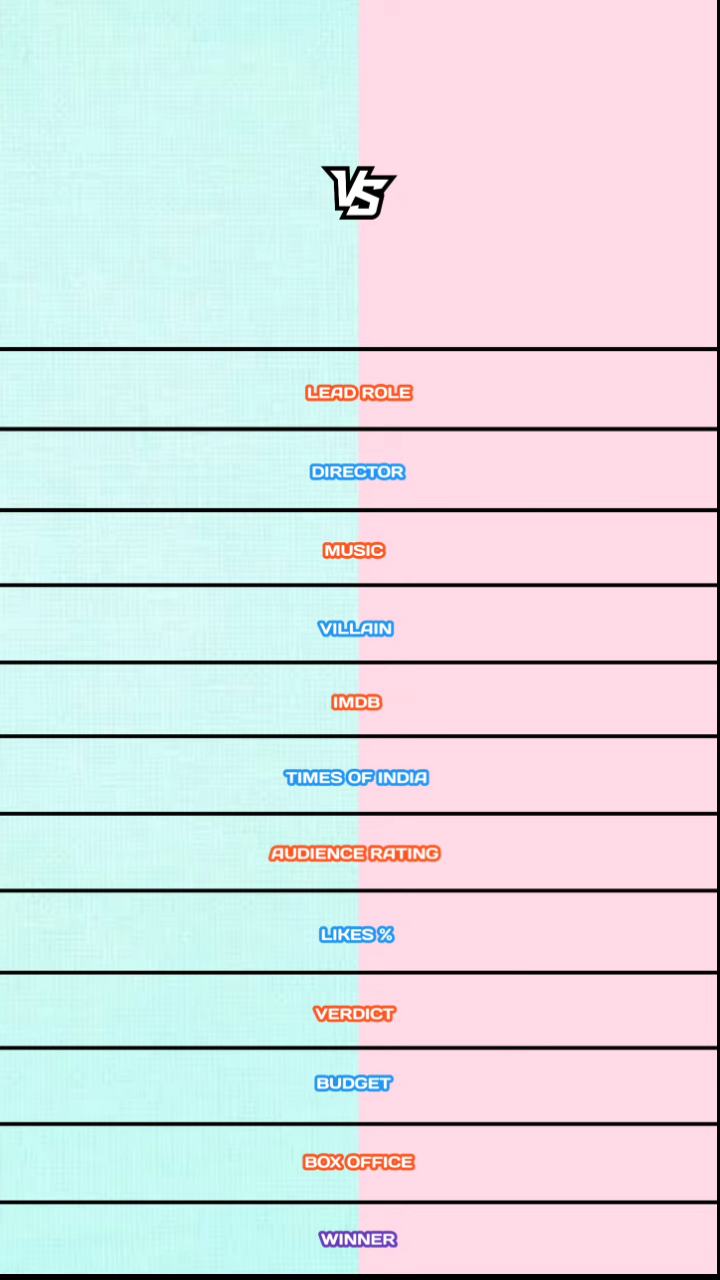 VS
LEAD ROLE
DIRECTOR
MUSIC
VILLAIN
IMDB
TIMES OF INDIA
AUDIENCE RATING
LIKES %
VERDICT
BUDGET
BOX OFFICE
WINNER